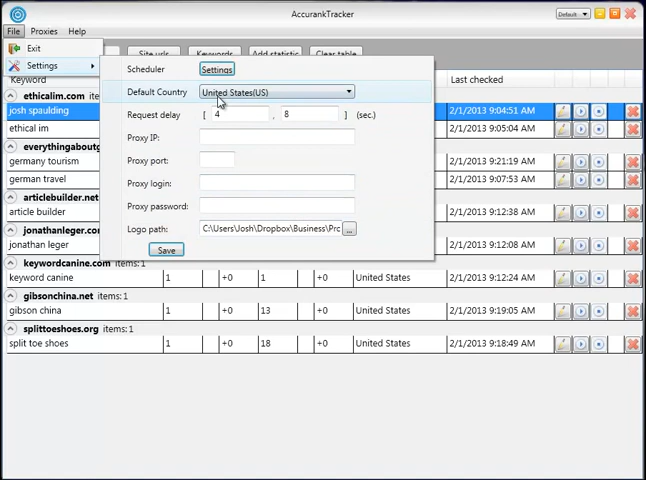 AccurankTracker
Default
File Proxies Help
Exit
Site urls Keywords Add statistic Clear table
Settings
Scheduler Settings
Keyword Last checked
Default Country United States(US)
ethicalim.com
josh spaulding 2/1/2013 9:04:51 AM
Request delay [ 4 , 8 ] (sec.)
ethical im 2/1/2013 9:05:04 AM
Proxy IP:
Proxy port:
germany tourism 2/1/2013 9:21:19 AM
german travel 2/1/2013 9:07:53 AM
Proxy login:
articlebuilder.net
Proxy password:
article builder 2/1/2013 9:12:38 AM
Logo path: C:\Users\Josh\Dropbox\Business\Prc ...
jonathan leger 2/1/2013 9:12:08 AM
Save
keywordcanine.com items:1
keyword canine 1 +0 1 United States 2/1/2013 9:12:24 AM
gibsonchina.net items:1
gibson china 1 +0 13 United States 2/1/2013 9:19:05 AM
splittoeshoes.org items:1
split toe shoes 1 +0 18 United States 2/1/2013 9:18:49 AM